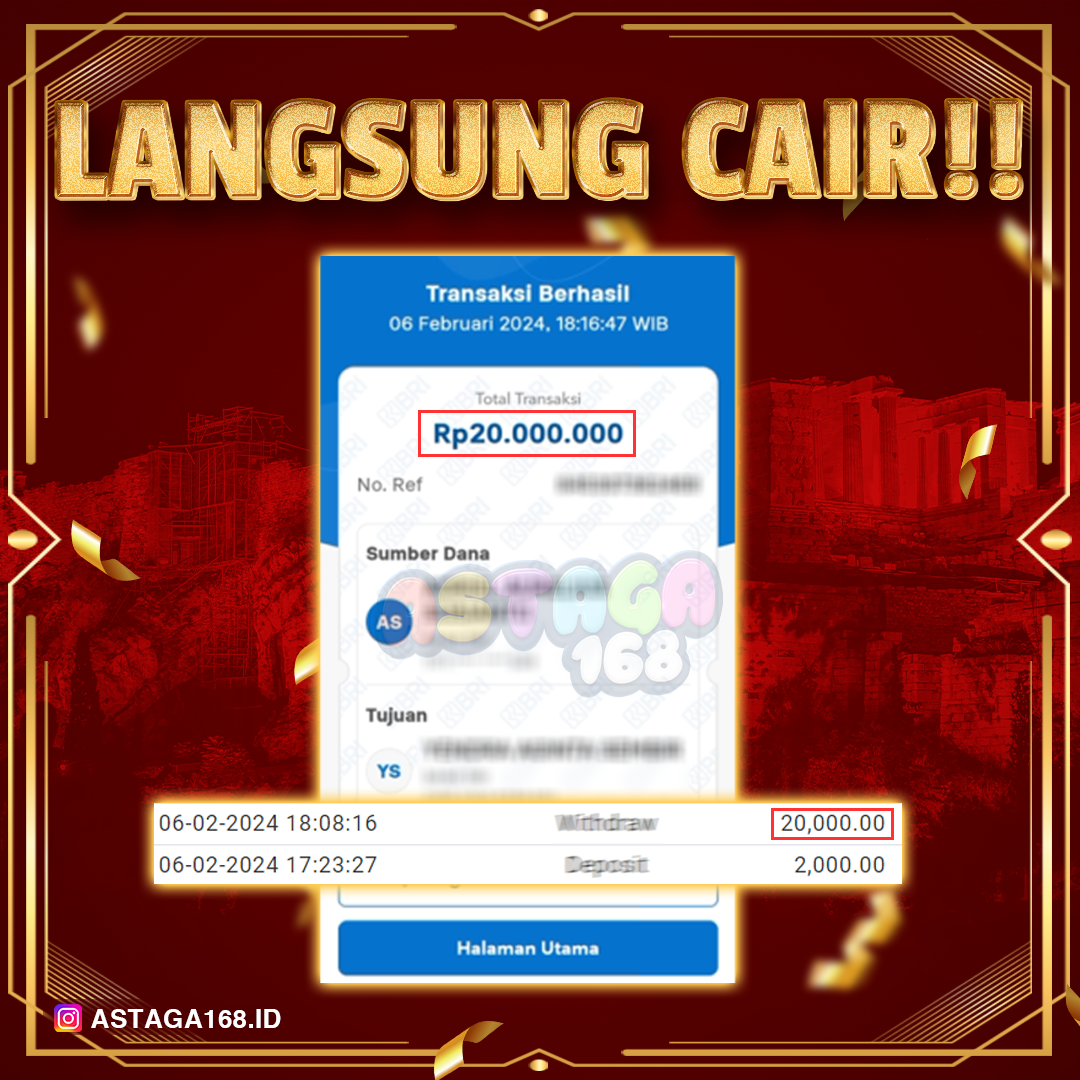 LANGSUNG CAIR!!
Transaksi Berhasil
06 Februari 2024, 18:16:47 WIB
Total Transaksi
Rp20.000.000
No. Ref
Sumber Dana
AS
ASTAGA
168
Tujuan
YS
06-02-2024 18:08:16 Withdraw 20,000.00
06-02-2024 17:23:27 Deposit 2,000.00
Halaman Utama
ASTAGA168.ID